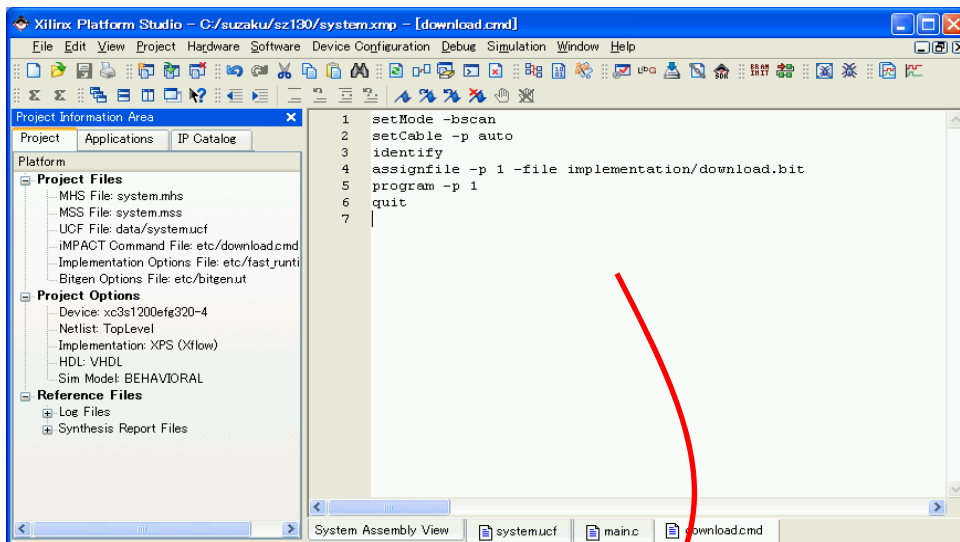 Xilinx Platform Studio - C:/suzaku/sz130/system.xmp - [download.cmd]
File Edit View Project Hardware Software Device Configuration Debug Simulation Window Help
Project Information Area
Project Applications IP Catalog
Platform
Project Files
MHS File: system.mhs
MSS File: system.mss
UCF File: data/system.ucf
iMPACT Command File: etc/download.cmd
Implementation Options File: etc/fast_runti
Bitgen Options File: etc/bitgen.ut
Project Options
Device: xc3s1200efg320-4
Netlist: TopLevel
Implementation: XPS (Xflow)
HDL: VHDL
Sim Model: BEHAVIORAL
Reference Files
Log Files
Synthesis Report Files
1 setMode -bscan
2 setCable -p auto
3 identify
4 assignfile -p 1 -file implementation/download.bit
5 program -p 1
6 quit
7
System Assembly View system.ucf main.c download.cmd